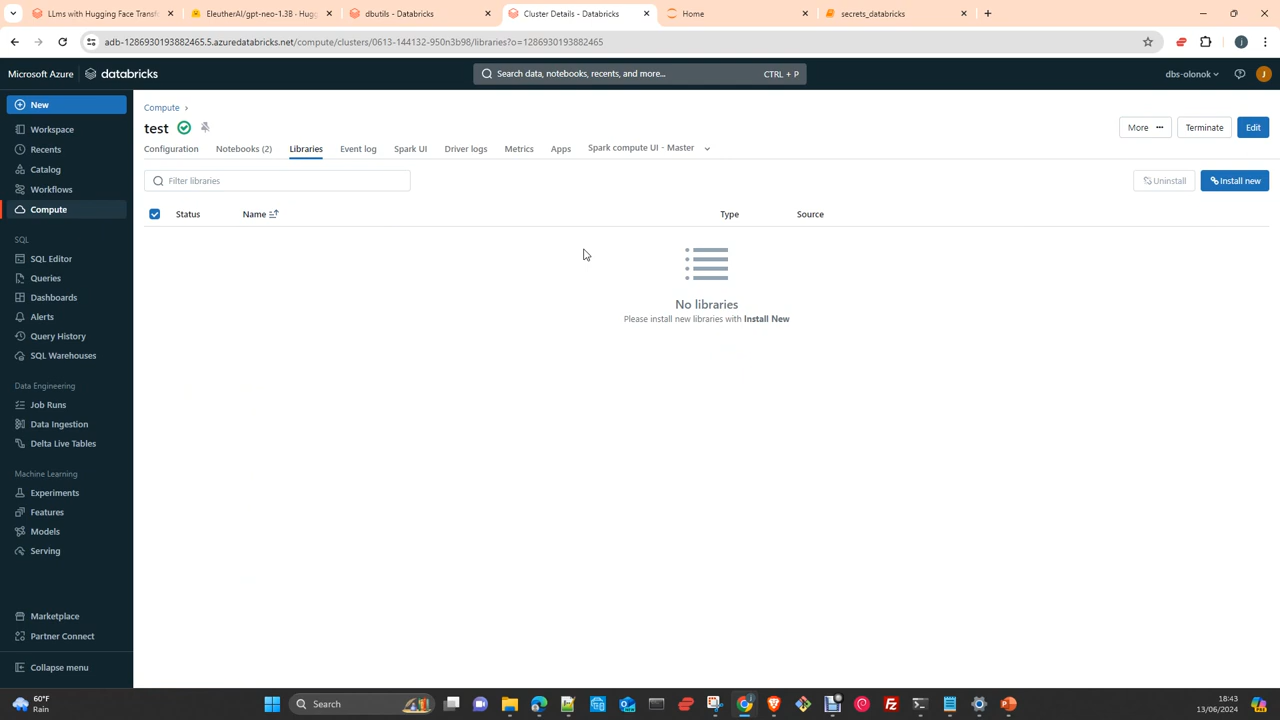 LLms with Hugging Face Transf
EleutherAI/gpt-neo-1.3B · Hugg
dbutils - Databricks
Cluster Details - Databricks
Home
secrets_databricks
adb-1286930193882465.5.azuredatabricks.net/compute/clusters/0613-144132-950n3b98/libraries?o=1286930193882465
Microsoft Azure
databricks
Search data, notebooks, recents, and more...
CTRL + P
dbs-olonok
J
New
Workspace
Recents
Catalog
Workflows
Compute
SQL
SQL Editor
Queries
Dashboards
Alerts
Query History
SQL Warehouses
Data Engineering
Job Runs
Data Ingestion
Delta Live Tables
Machine Learning
Experiments
Features
Models
Serving
Marketplace
Partner Connect
Collapse menu
Compute
test
More
Terminate
Edit
Configuration
Notebooks (2)
Libraries
Event log
Spark UI
Driver logs
Metrics
Apps
Spark compute UI - Master
Filter libraries
Uninstall
Install new
Status
Name
Type
Source
No libraries
Please install new libraries with Install New
60°F
Rain
Search
18:43
13/06/2024